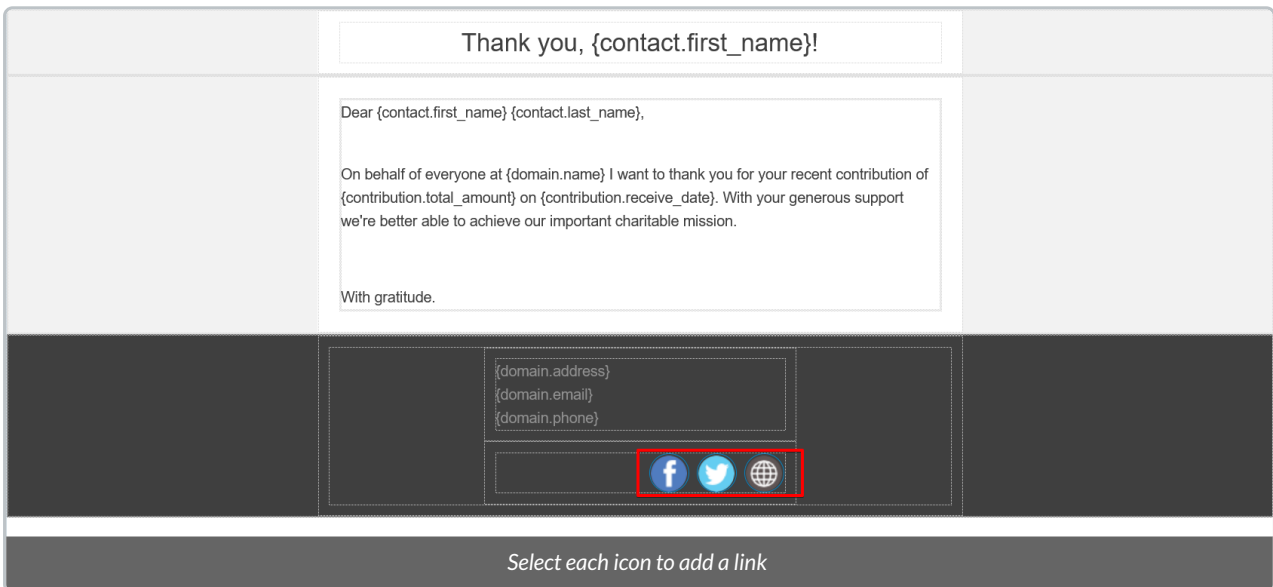 Thank you, {contact.first_name}!
Dear {contact.first_name} {contact.last_name},
On behalf of everyone at {domain.name} I want to thank you for your recent contribution of
{contribution.total_amount} on {contribution.receive_date}. With your generous support
we're better able to achieve our important charitable mission.
With gratitude.
{domain.address}
{domain.email}
{domain.phone}
Select each icon to add a link